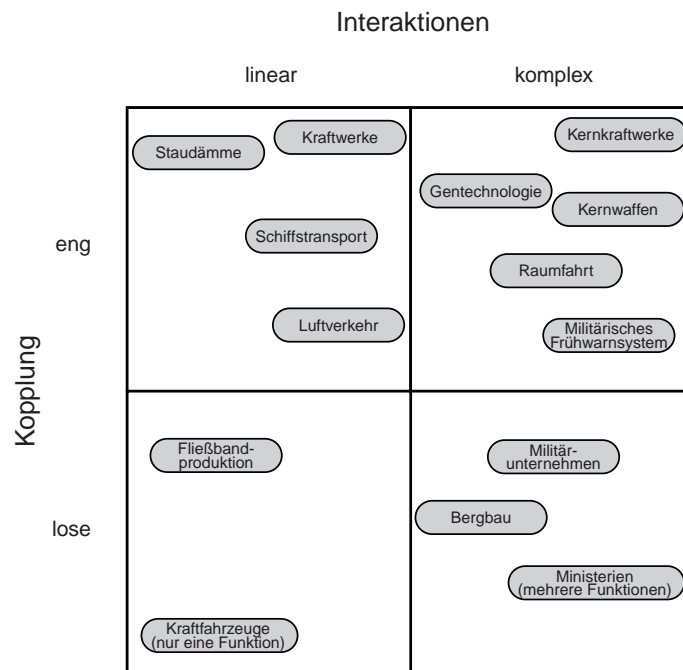 Interaktionen
linear
komplex
Kopplung
eng
lose
Staudämme
Kraftwerke
Schiffstransport
Luftverkehr
Kernkraftwerke
Gentechnologie
Kernwaffen
Raumfahrt
Militärisches
Frühwarnsystem
Fließband-
produktion
Kraftfahrzeuge
(nur eine Funktion)
Militär-
unternehmen
Bergbau
Ministerien
(mehrere Funktionen)